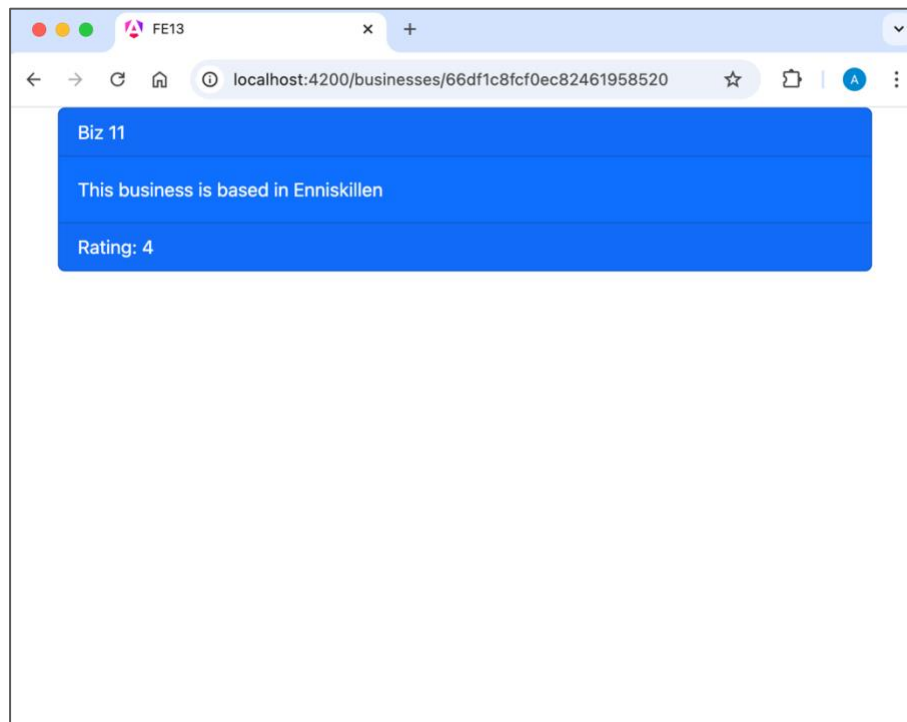 FE13
localhost:4200/businesses/66df1c8fcf0ec82461958520
A
Biz 11
This business is based in Enniskillen
Rating: 4